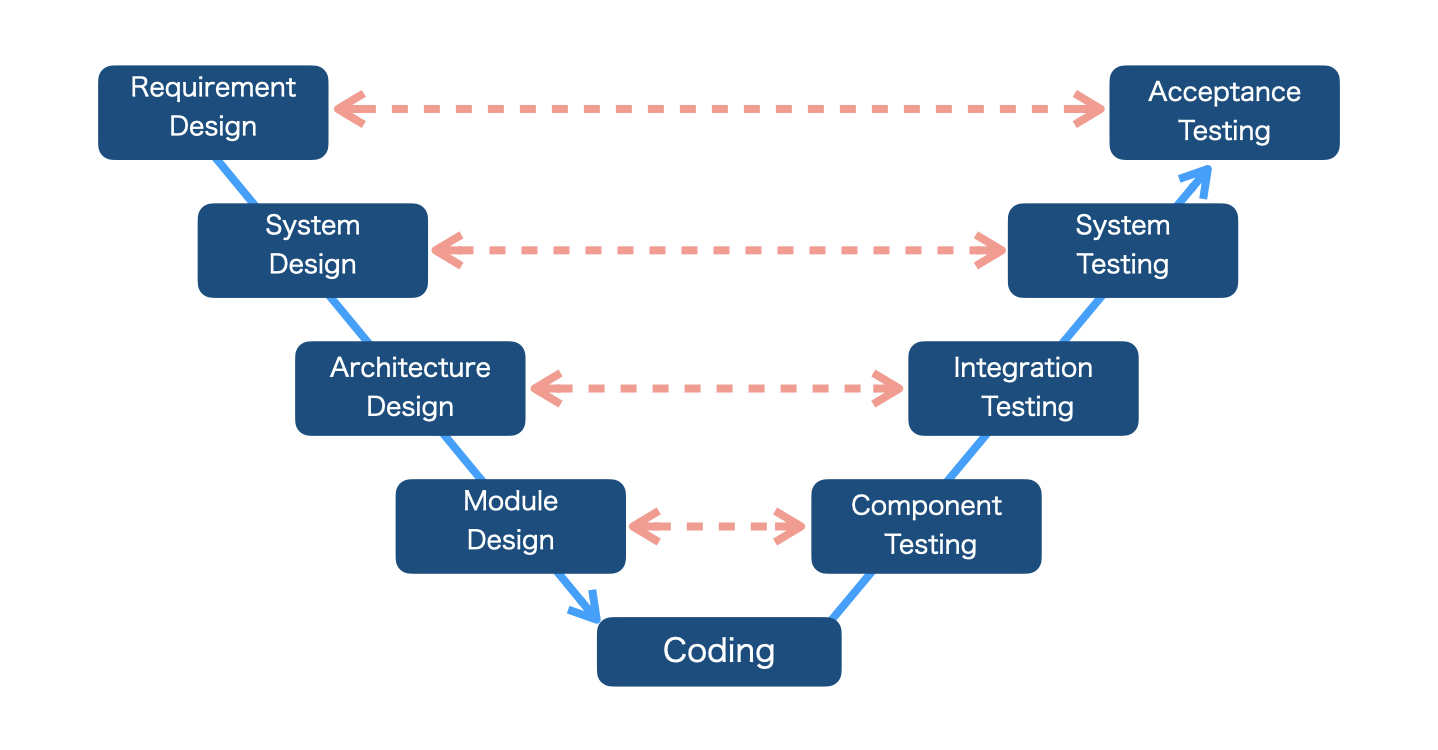 Requirement
Design
Acceptance
Testing
System
Design
System
Testing
Architecture
Design
Integration
Testing
Module
Design
Component
Testing
Coding